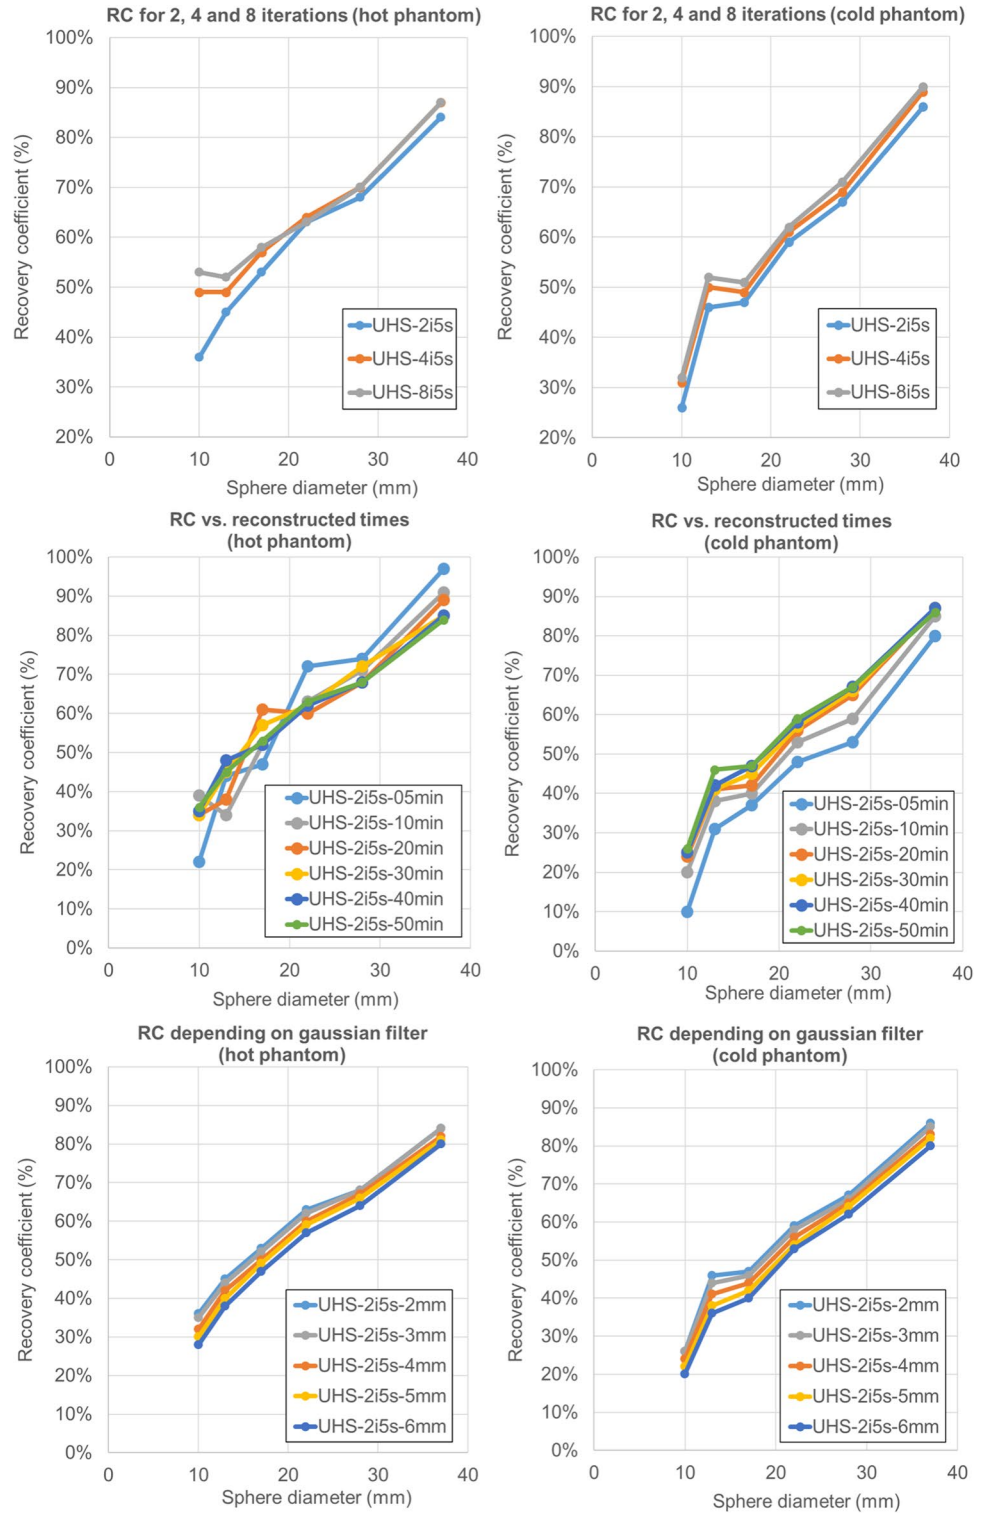 RC for 2, 4 and 8 iterations (hot phantom)
100%
90%
80%
70%
60%
50%
40%
30%
20%
Recovery coefficient (%)
UHS-2i5s
UHS-4i5s
UHS-8i5s
0 10 20 30 40
Sphere diameter (mm)
RC for 2, 4 and 8 iterations (cold phantom)
100%
90%
80%
70%
60%
50%
40%
30%
20%
Recovery coefficient (%)
UHS-2i5s
UHS-4i5s
UHS-8i5s
0 10 20 30 40
Sphere diameter (mm)
RC vs. reconstructed times
(hot phantom)
100%
90%
80%
70%
60%
50%
40%
30%
20%
10%
0%
Recovery coefficient (%)
UHS-2i5s-05min
UHS-2i5s-10min
UHS-2i5s-20min
UHS-2i5s-30min
UHS-2i5s-40min
UHS-2i5s-50min
0 10 20 30 40
Sphere diameter (mm)
RC vs. reconstructed times
(cold phantom)
100%
90%
80%
70%
60%
50%
40%
30%
20%
10%
0%
Recovery coefficient (%)
UHS-2i5s-05min
UHS-2i5s-10min
UHS-2i5s-20min
UHS-2i5s-30min
UHS-2i5s-40min
UHS-2i5s-50min
0 10 20 30 40
Sphere diameter (mm)
RC depending on gaussian filter
(hot phantom)
100%
90%
80%
70%
60%
50%
40%
30%
20%
10%
0%
Recovery coefficient (%)
UHS-2i5s-2mm
UHS-2i5s-3mm
UHS-2i5s-4mm
UHS-2i5s-5mm
UHS-2i5s-6mm
0 10 20 30 40
Sphere diameter (mm)
RC depending on gaussian filter
(cold phantom)
100%
90%
80%
70%
60%
50%
40%
30%
20%
10%
0%
Recovery coefficient (%)
UHS-2i5s-2mm
UHS-2i5s-3mm
UHS-2i5s-4mm
UHS-2i5s-5mm
UHS-2i5s-6mm
0 10 20 30 40
Sphere diameter (mm)